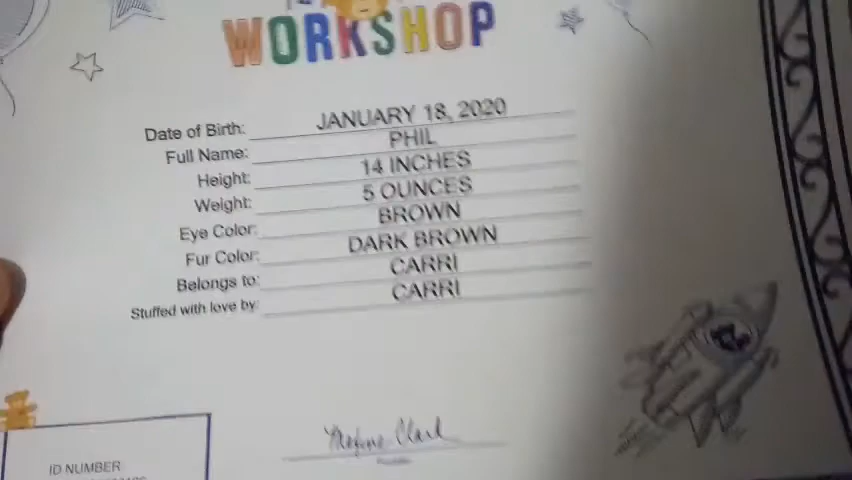 WORKSHOP
Date of Birth: JANUARY 18, 2020
Full Name: PHIL
Height: 14 INCHES
Weight: 5 OUNCES
Eye Color: BROWN
Fur Color: DARK BROWN
Belongs to: CARRI
Stuffed with love by: CARRI
ID NUMBER